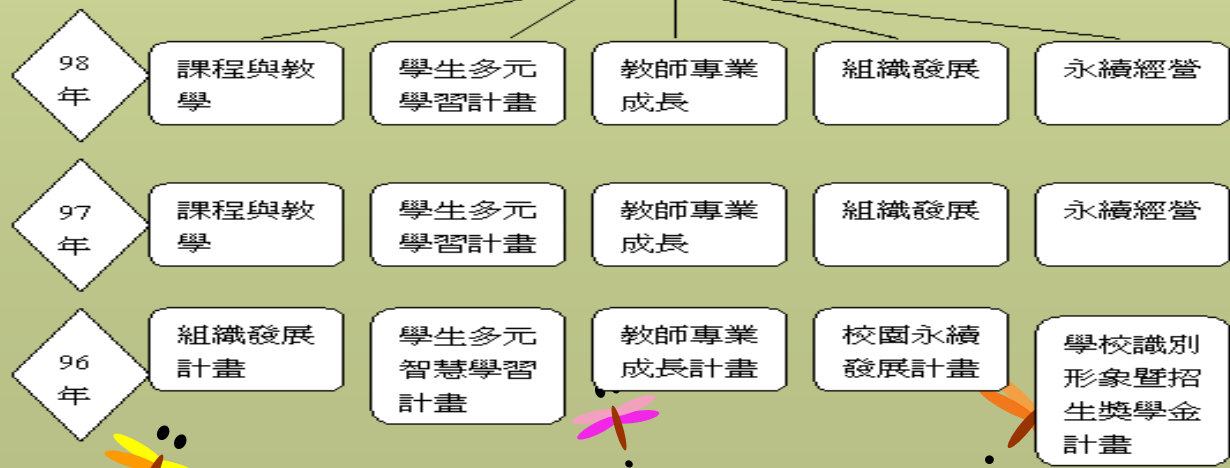 98
年
課程與教
學
學生多元
學習計畫
教師專業
成長
組織發展
永續經營
97
年
課程與教
學
學生多元
學習計畫
教師專業
成長
組織發展
永續經營
96
年
組織發展
計畫
學生多元
智慧學習
計畫
教師專業
成長計畫
校園永續
發展計畫
學校識別
形象暨招
生獎學金
計畫